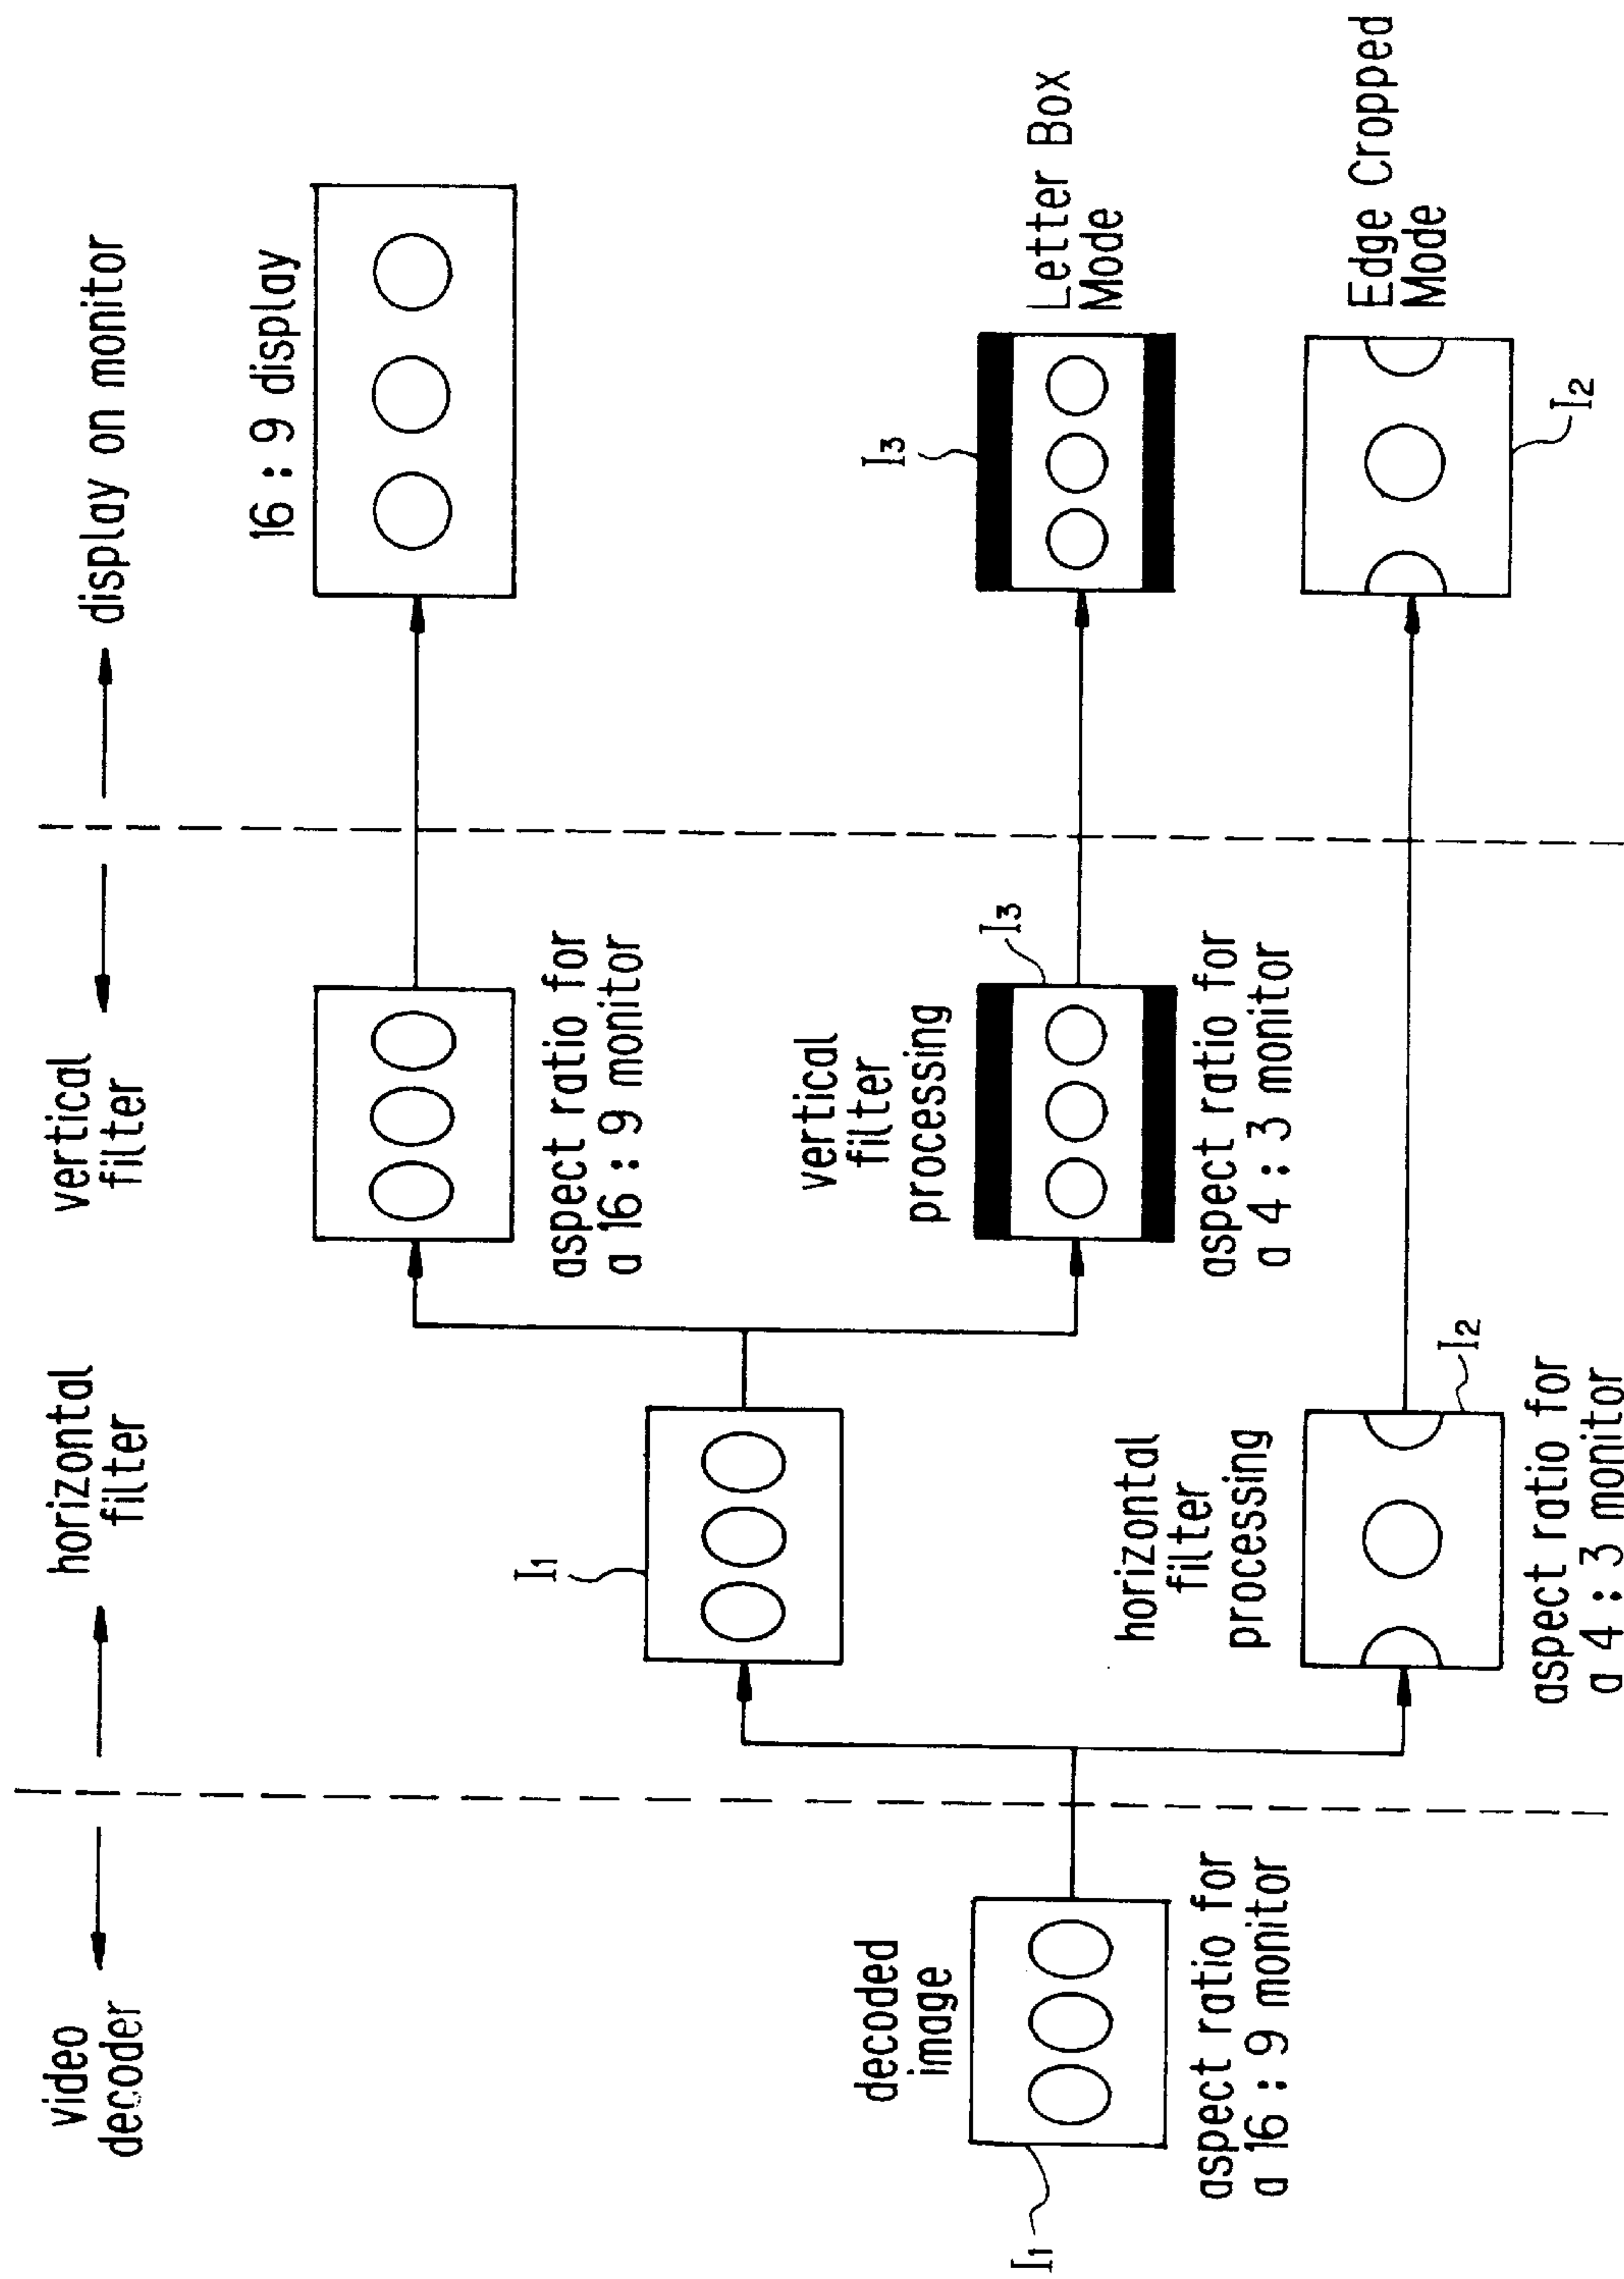 video
decoder
horizontal
filter
vertical
filter
display on monitor
decoded
image
I1
aspect ratio for
a 16 : 9 monitor
I1
horizontal
filter
processing
I2
aspect ratio for
a 4 : 3 monitor
aspect ratio for
a 16 : 9 monitor
vertical
filter
processing
I3
aspect ratio for
a 4 : 3 monitor
16 : 9 display
I3
Letter Box
Mode
I2
Edge Cropped
Mode